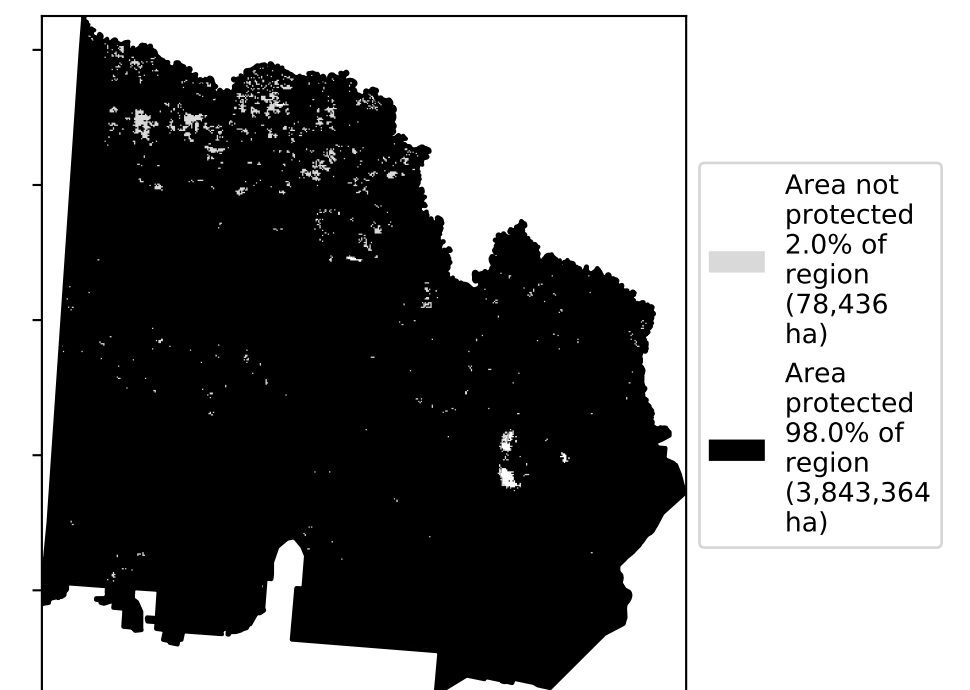 Area not
protected
2.0% of
region
(78,436
ha)
Area
protected
98.0% of
region
(3,843,364
ha)